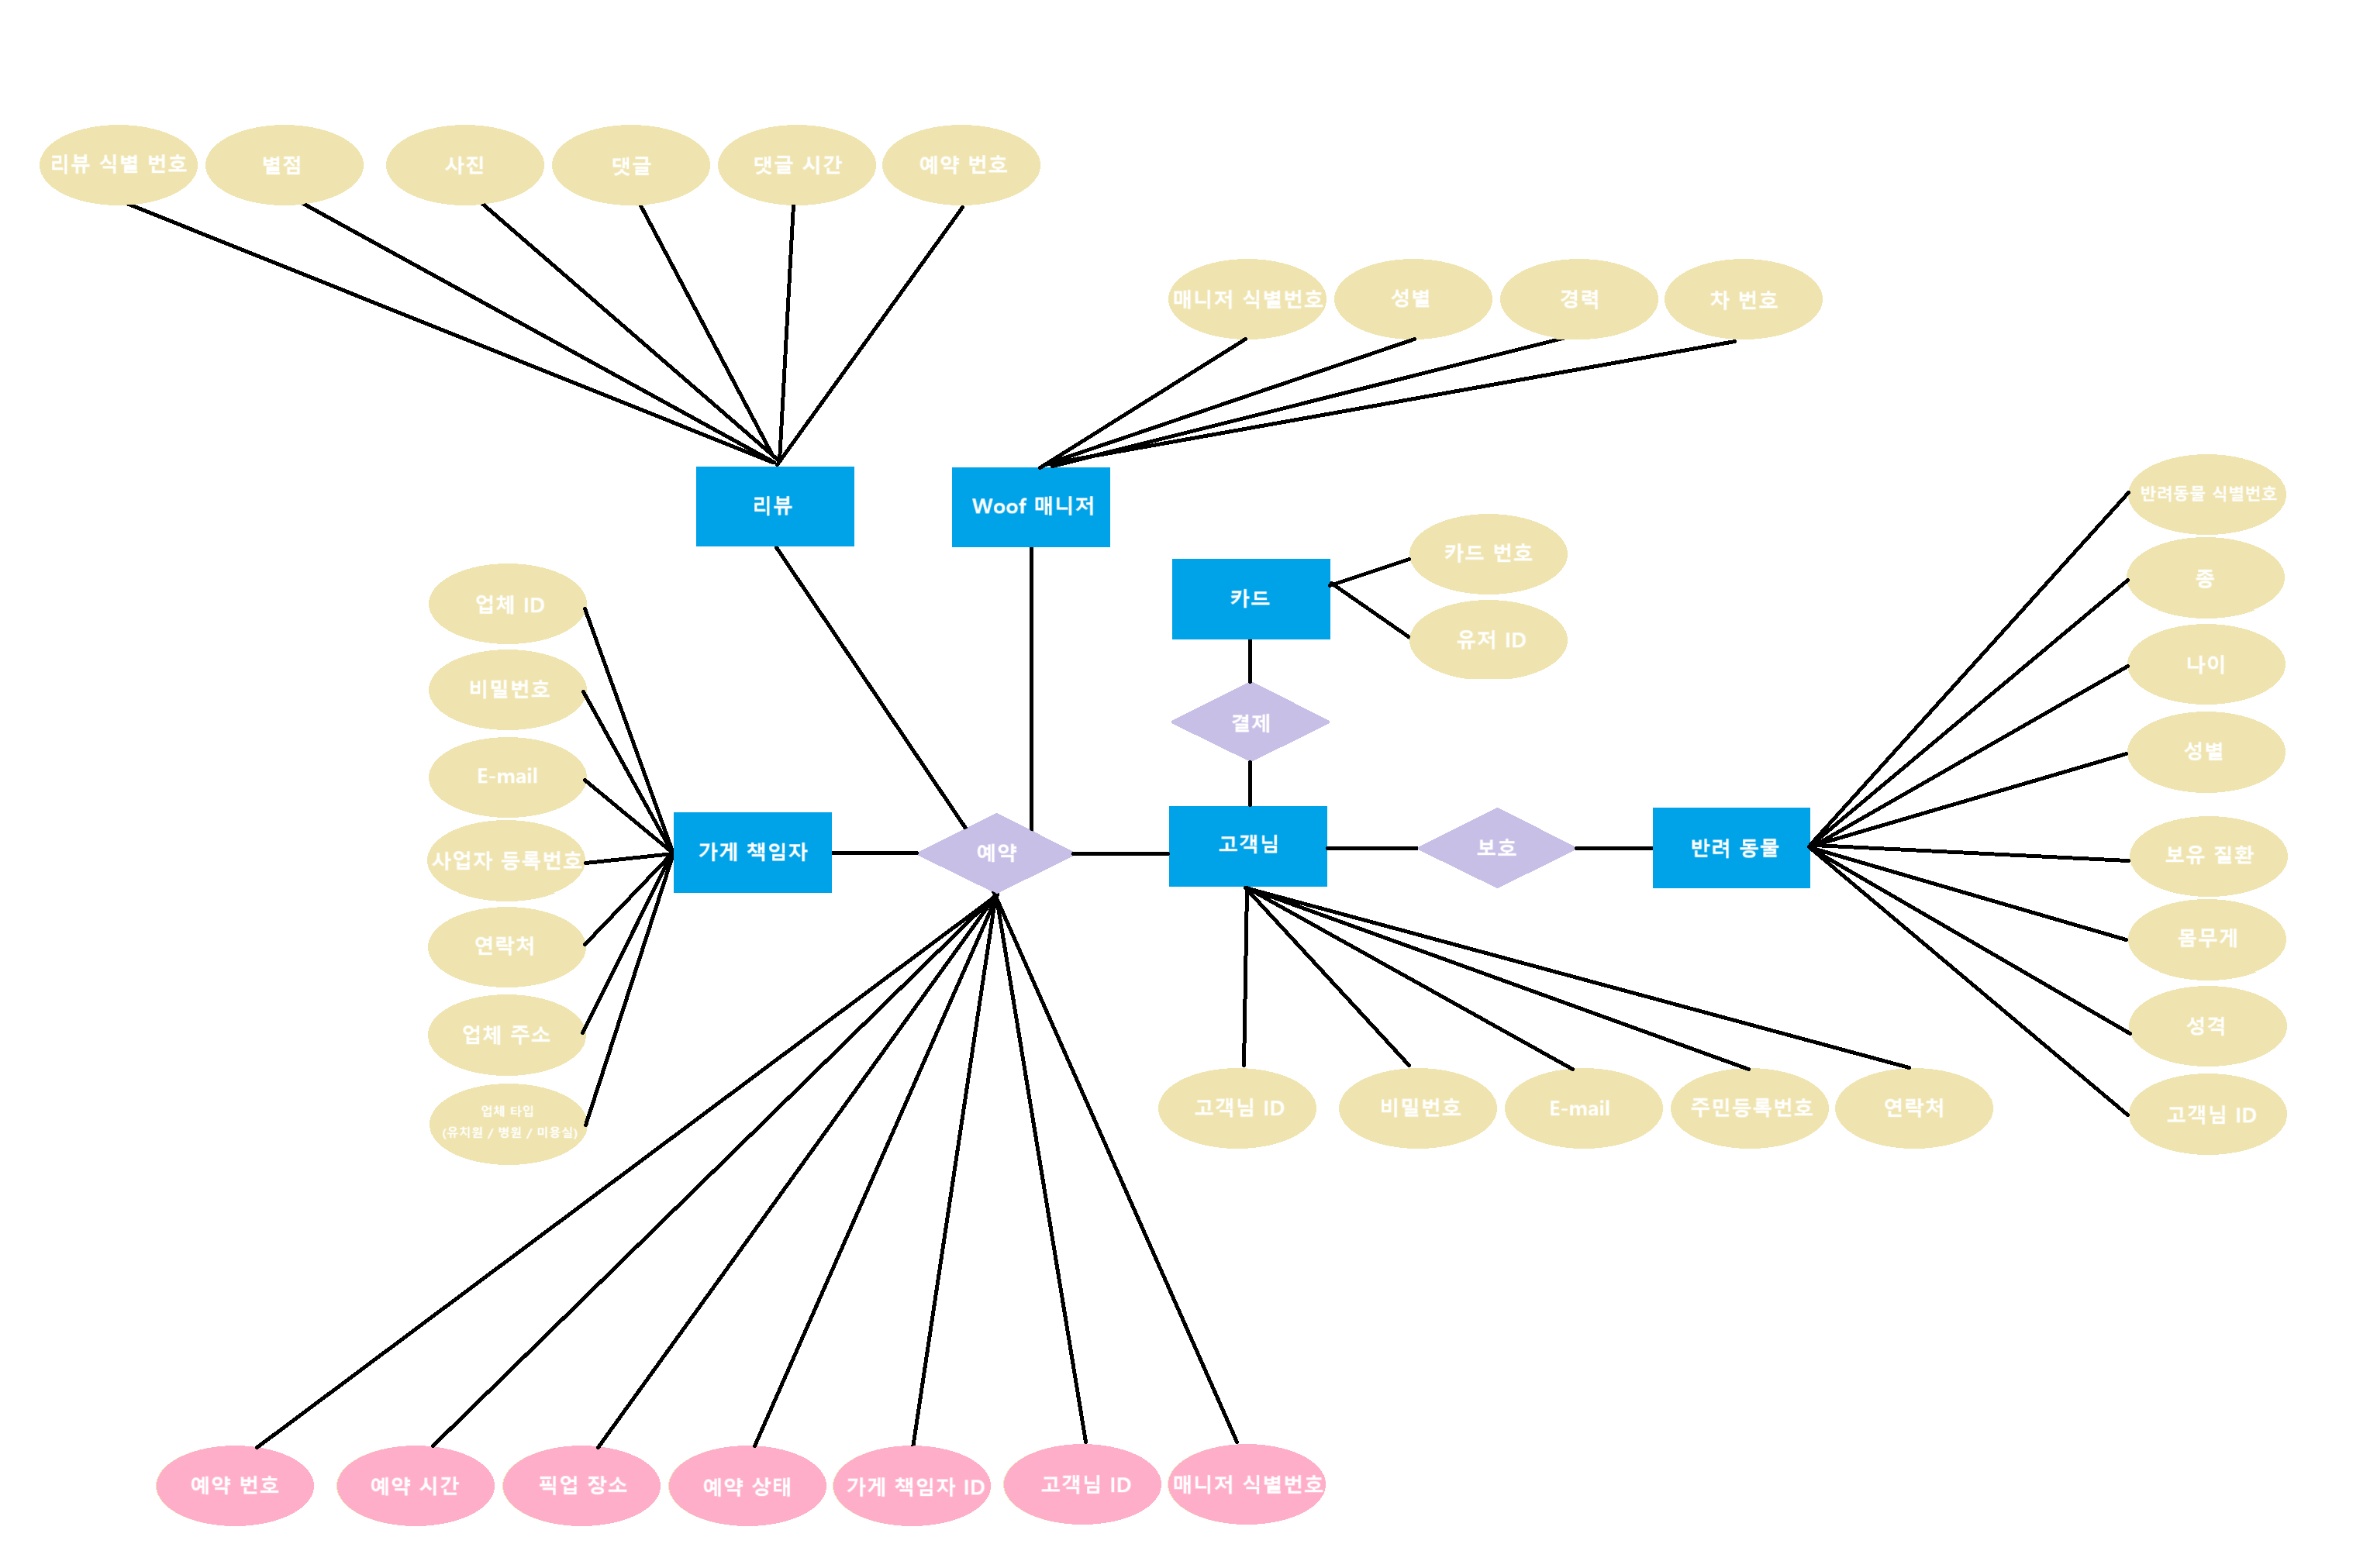 리뷰 식별 번호
별점
사진
댓글
댓글 시간
예약 번호
매니저 식별번호
성별
경력
차 번호
리뷰
Woof 매니저
카드
카드 번호
유저 ID
결제
업체 ID
비밀번호
E-mail
사업자 등록번호
연락처
업체 주소
업체 타입
(유치원 / 병원 / 미용실)
가게 책임자
예약
고객님
보호
반려 동물
반려동물 식별번호
종
나이
성별
보유 질환
몸무게
성격
고객님 ID
고객님 ID
비밀번호
E-mail
주민등록번호
연락처
예약 번호
예약 시간
픽업 장소
예약 상태
가게 책임자 ID
고객님 ID
매니저 식별번호